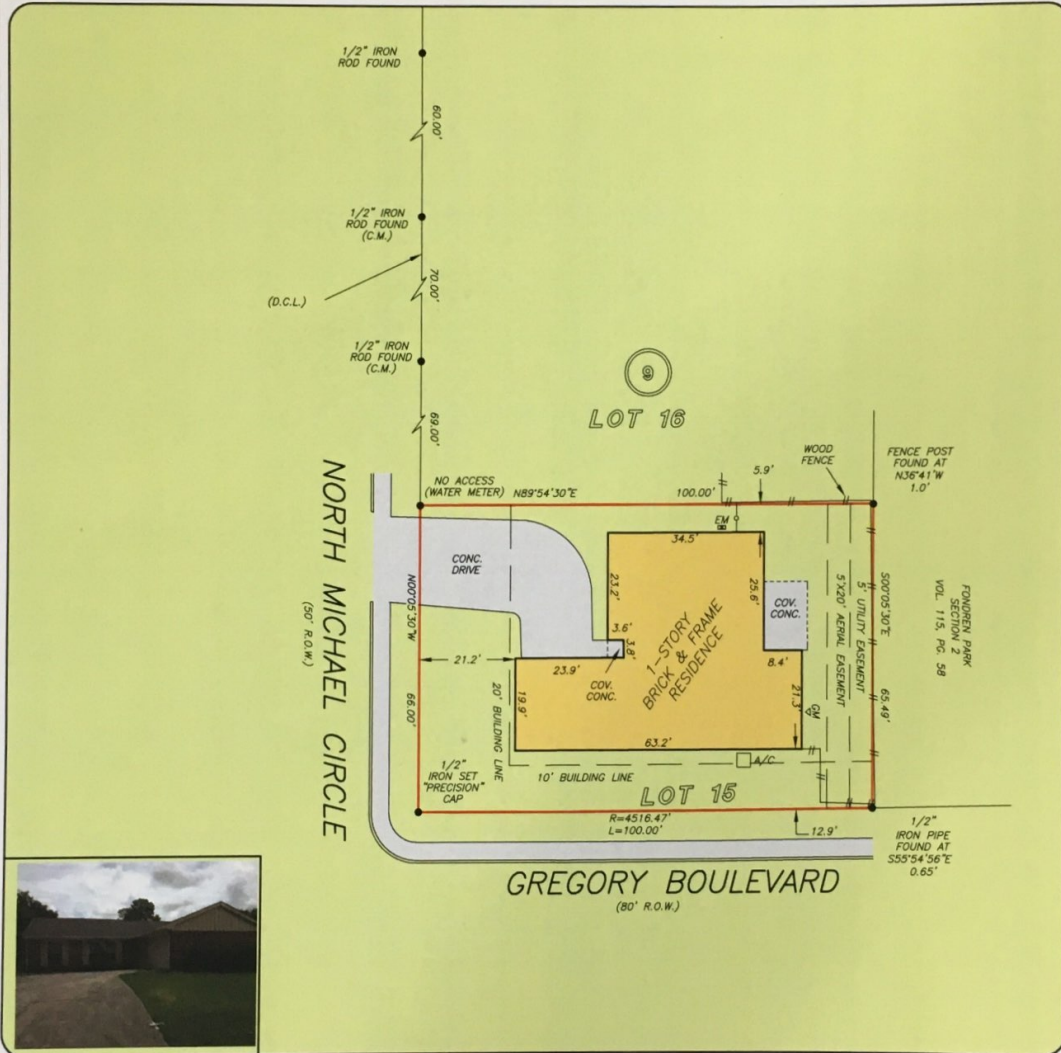 1/2" IRON
ROD FOUND
60.00'
1/2" IRON
ROD FOUND
(C.M.)
(D.C.L.)
70.00'
1/2" IRON
ROD FOUND
(C.M.)
69.00'
9
LOT 16
WOOD
FENCE
FENCE POST
FOUND AT
N36°41'W
1.0'
5.9'
NO ACCESS
(WATER METER)
N89°54'30"E
100.00'
EM
34.5'
CONC.
DRIVE
NORTH MICHAEL CIRCLE
(50' R.O.W.)
N00°05'30"W
66.00'
23.2'
25.6'
COV.
CONC.
5'X20' AERIAL EASEMENT
5' UTILITY EASEMENT
S00°05'30"E
65.49'
FONDREN PARK
SECTION 2
VOL. 115, PG. 58
3.6'
3.8'
1-STORY
BRICK & FRAME
RESIDENCE
8.4'
21.2'
23.9'
COV.
CONC.
20' BUILDING LINE
19.9'
21.3'
GM
63.2'
A/C
1/2"
IRON SET
"PRECISION"
CAP
10' BUILDING LINE
LOT 15
R=4516.47'
L=100.00'
12.9'
1/2"
IRON PIPE
FOUND AT
S55°54'56"E
0.65'
GREGORY BOULEVARD
(80' R.O.W.)